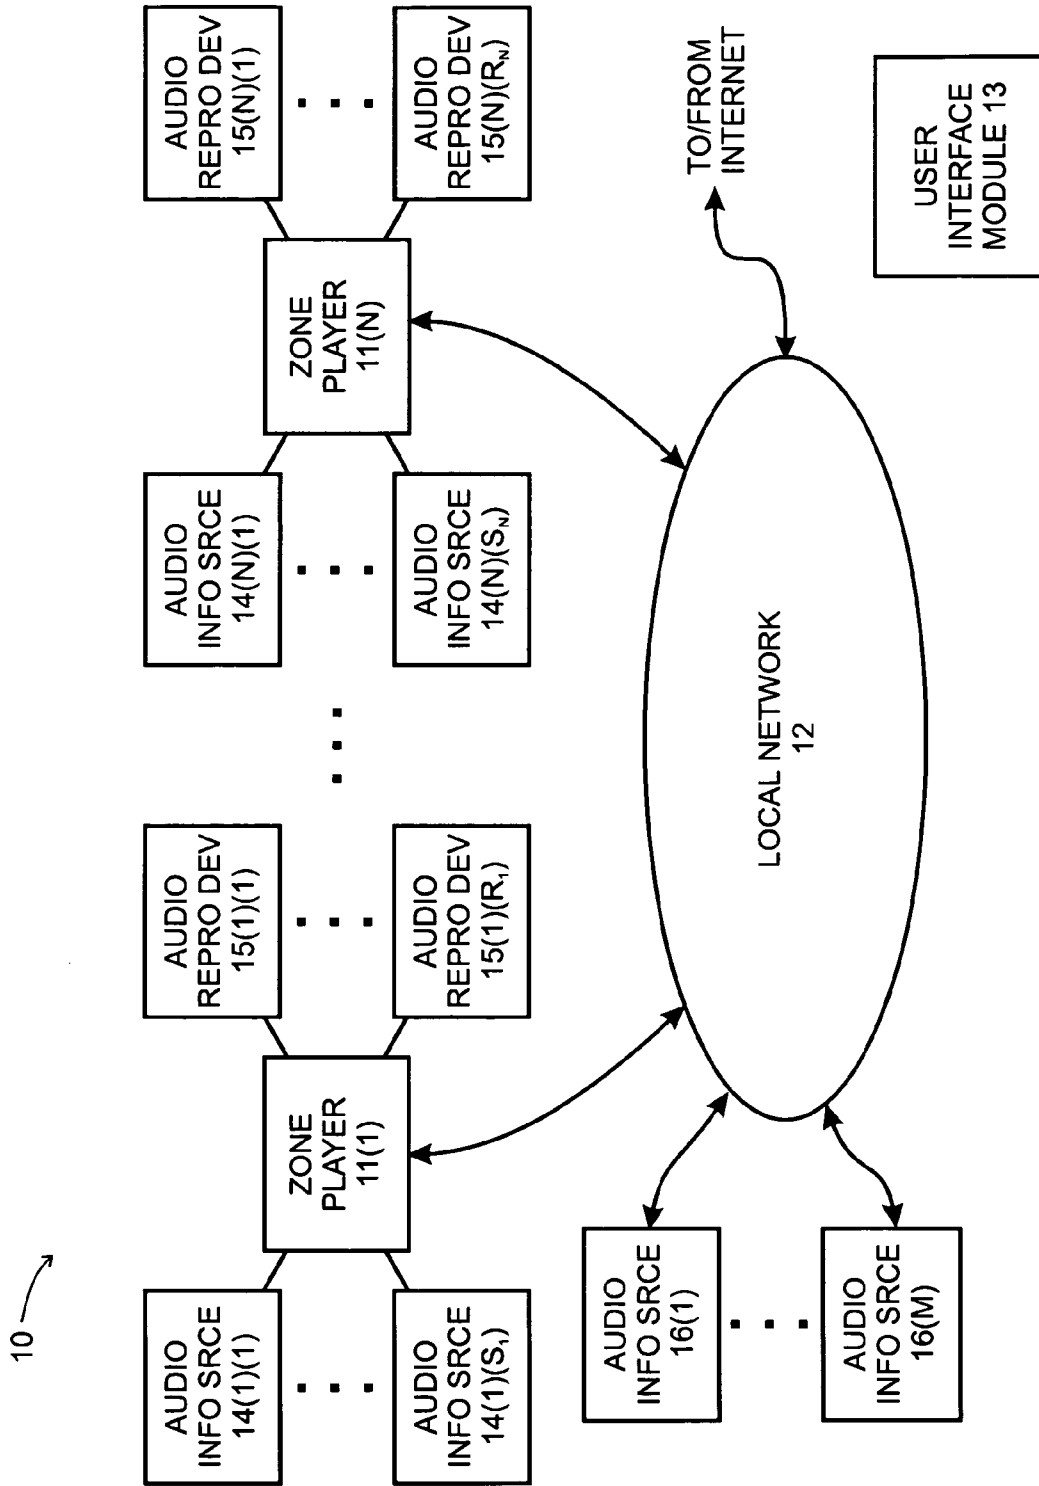 10
AUDIO
INFO SRCE
14(1)(1)
AUDIO
INFO SRCE
14(1)(S₁)
ZONE
PLAYER
11(1)
AUDIO
REPRO DEV
15(1)(1)
AUDIO
REPRO DEV
15(1)(R₁)
AUDIO
INFO SRCE
14(N)(1)
AUDIO
INFO SRCE
14(N)(S_N)
ZONE
PLAYER
11(N)
AUDIO
REPRO DEV
15(N)(1)
AUDIO
REPRO DEV
15(N)(R_N)
AUDIO
INFO SRCE
16(1)
AUDIO
INFO SRCE
16(M)
LOCAL NETWORK
12
TO/FROM
INTERNET
USER
INTERFACE
MODULE 13